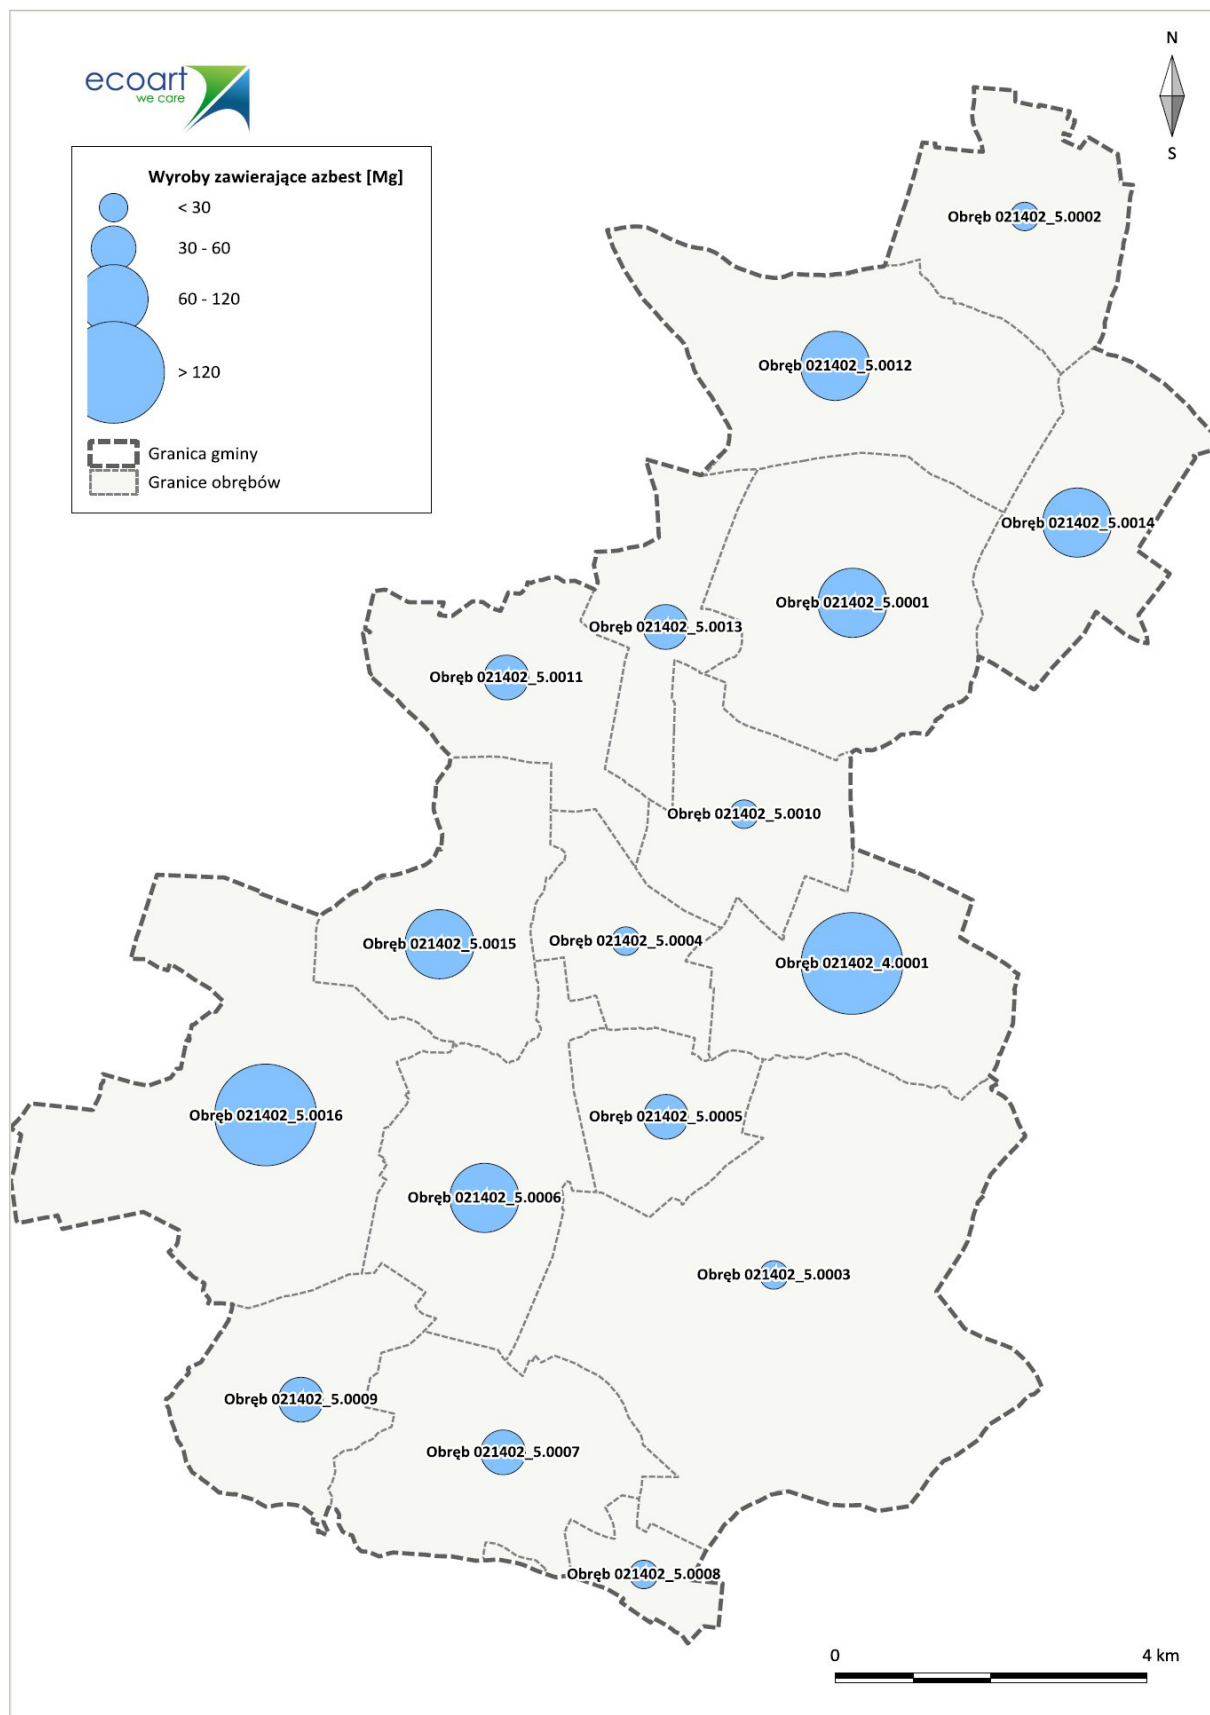 N
ecoart
we care
S
Wyroby zawierające azbest [Mg]
< 30
30 - 60
60 - 120
> 120
Granica gminy
Granice obrębów
Obręb 021402_5.0002
Obręb 021402_5.0012
Obręb 021402_5.0014
Obręb 021402_5.0001
Obręb 021402_5.0013
Obręb 021402_5.0011
Obręb 021402_5.0010
Obręb 021402_5.0015
Obręb 021402_5.0004
Obręb 021402_4.0001
Obręb 021402_5.0016
Obręb 021402_5.0005
Obręb 021402_5.0006
Obręb 021402_5.0003
Obręb 021402_5.0009
Obręb 021402_5.0007
Obręb 021402_5.0008
0 4 km